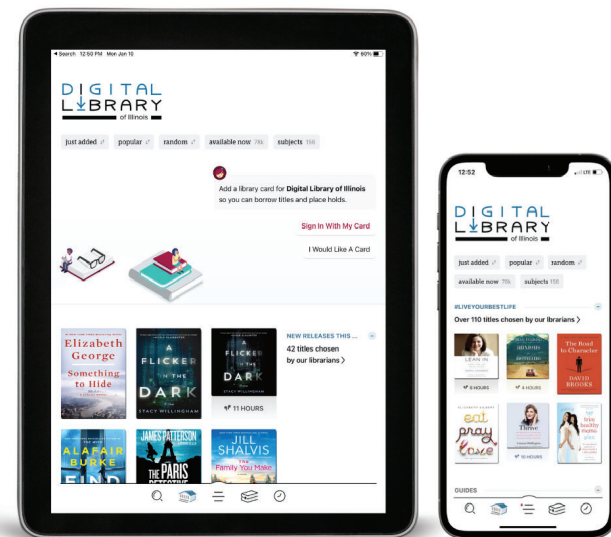 Search 12:50 PM Mon Jan 10
60%
DIGITAL
LIBRARY
of Illinois
just added
popular
random
available now 76k
subjects 158
Add a library card for Digital Library of Illinois
so you can borrow titles and place holds.
Sign In With My Card
I Would Like A Card
Elizabeth
George
Something
to Hide
A FLICKER
IN THE
DARK
STACY WILLINGHAM
A FLICKER
IN THE
DARK
STACY WILLINGHAM
11 HOURS
NEW RELEASES THIS ...
42 titles chosen
by our librarians
ALAFAIR
BURKE
FIND
JAMES PATTERSON
THE PARIS
DETECTIVE
JILL
SHALVIS
The
Family You Make
12:52
LTE
DIGITAL
LIBRARY
of Illinois
just added
popular
random
available now 76k
subjects 158
#LIVEYOURBESTLIFE
Over 110 titles chosen by our librarians
LEAN IN
6 HOURS
4 HOURS
The Road
to Character
DAVID
BROOKS
ELIZABETH GILBERT
eat
pray
love
Thrive
10 HOURS
GUIDES